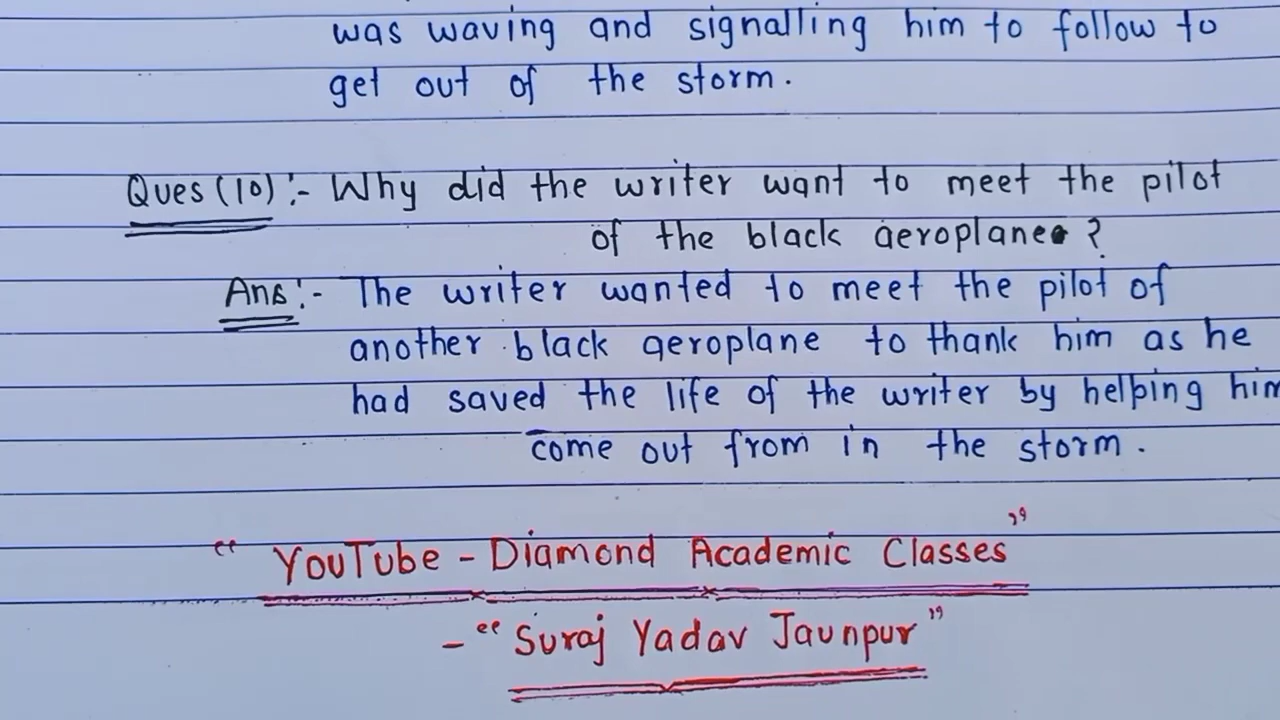 was waving and signalling him to follow to
get out of the storm.
Ques (10):- Why did the writer want to meet the pilot
of the black aeroplane ?
Ans:- The writer wanted to meet the pilot of
another black aeroplane to thank him as he
had saved the life of the writer by helping him
come out from in the storm.
"YouTube - Diamond Academic Classes"
- "Suraj Yadav Jaunpur"